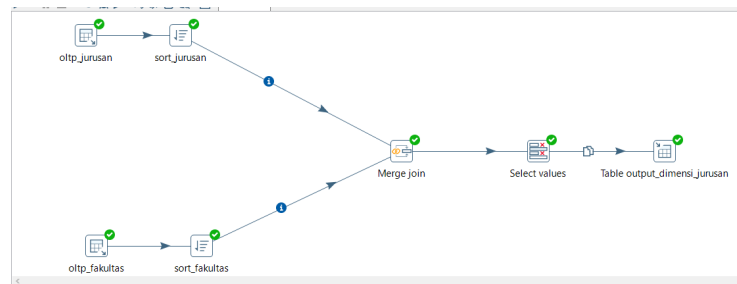 oltp_jurusan
sort_jurusan
Merge join
Select values
Table output_dimensi_jurusan
oltp_fakultas
sort_fakultas